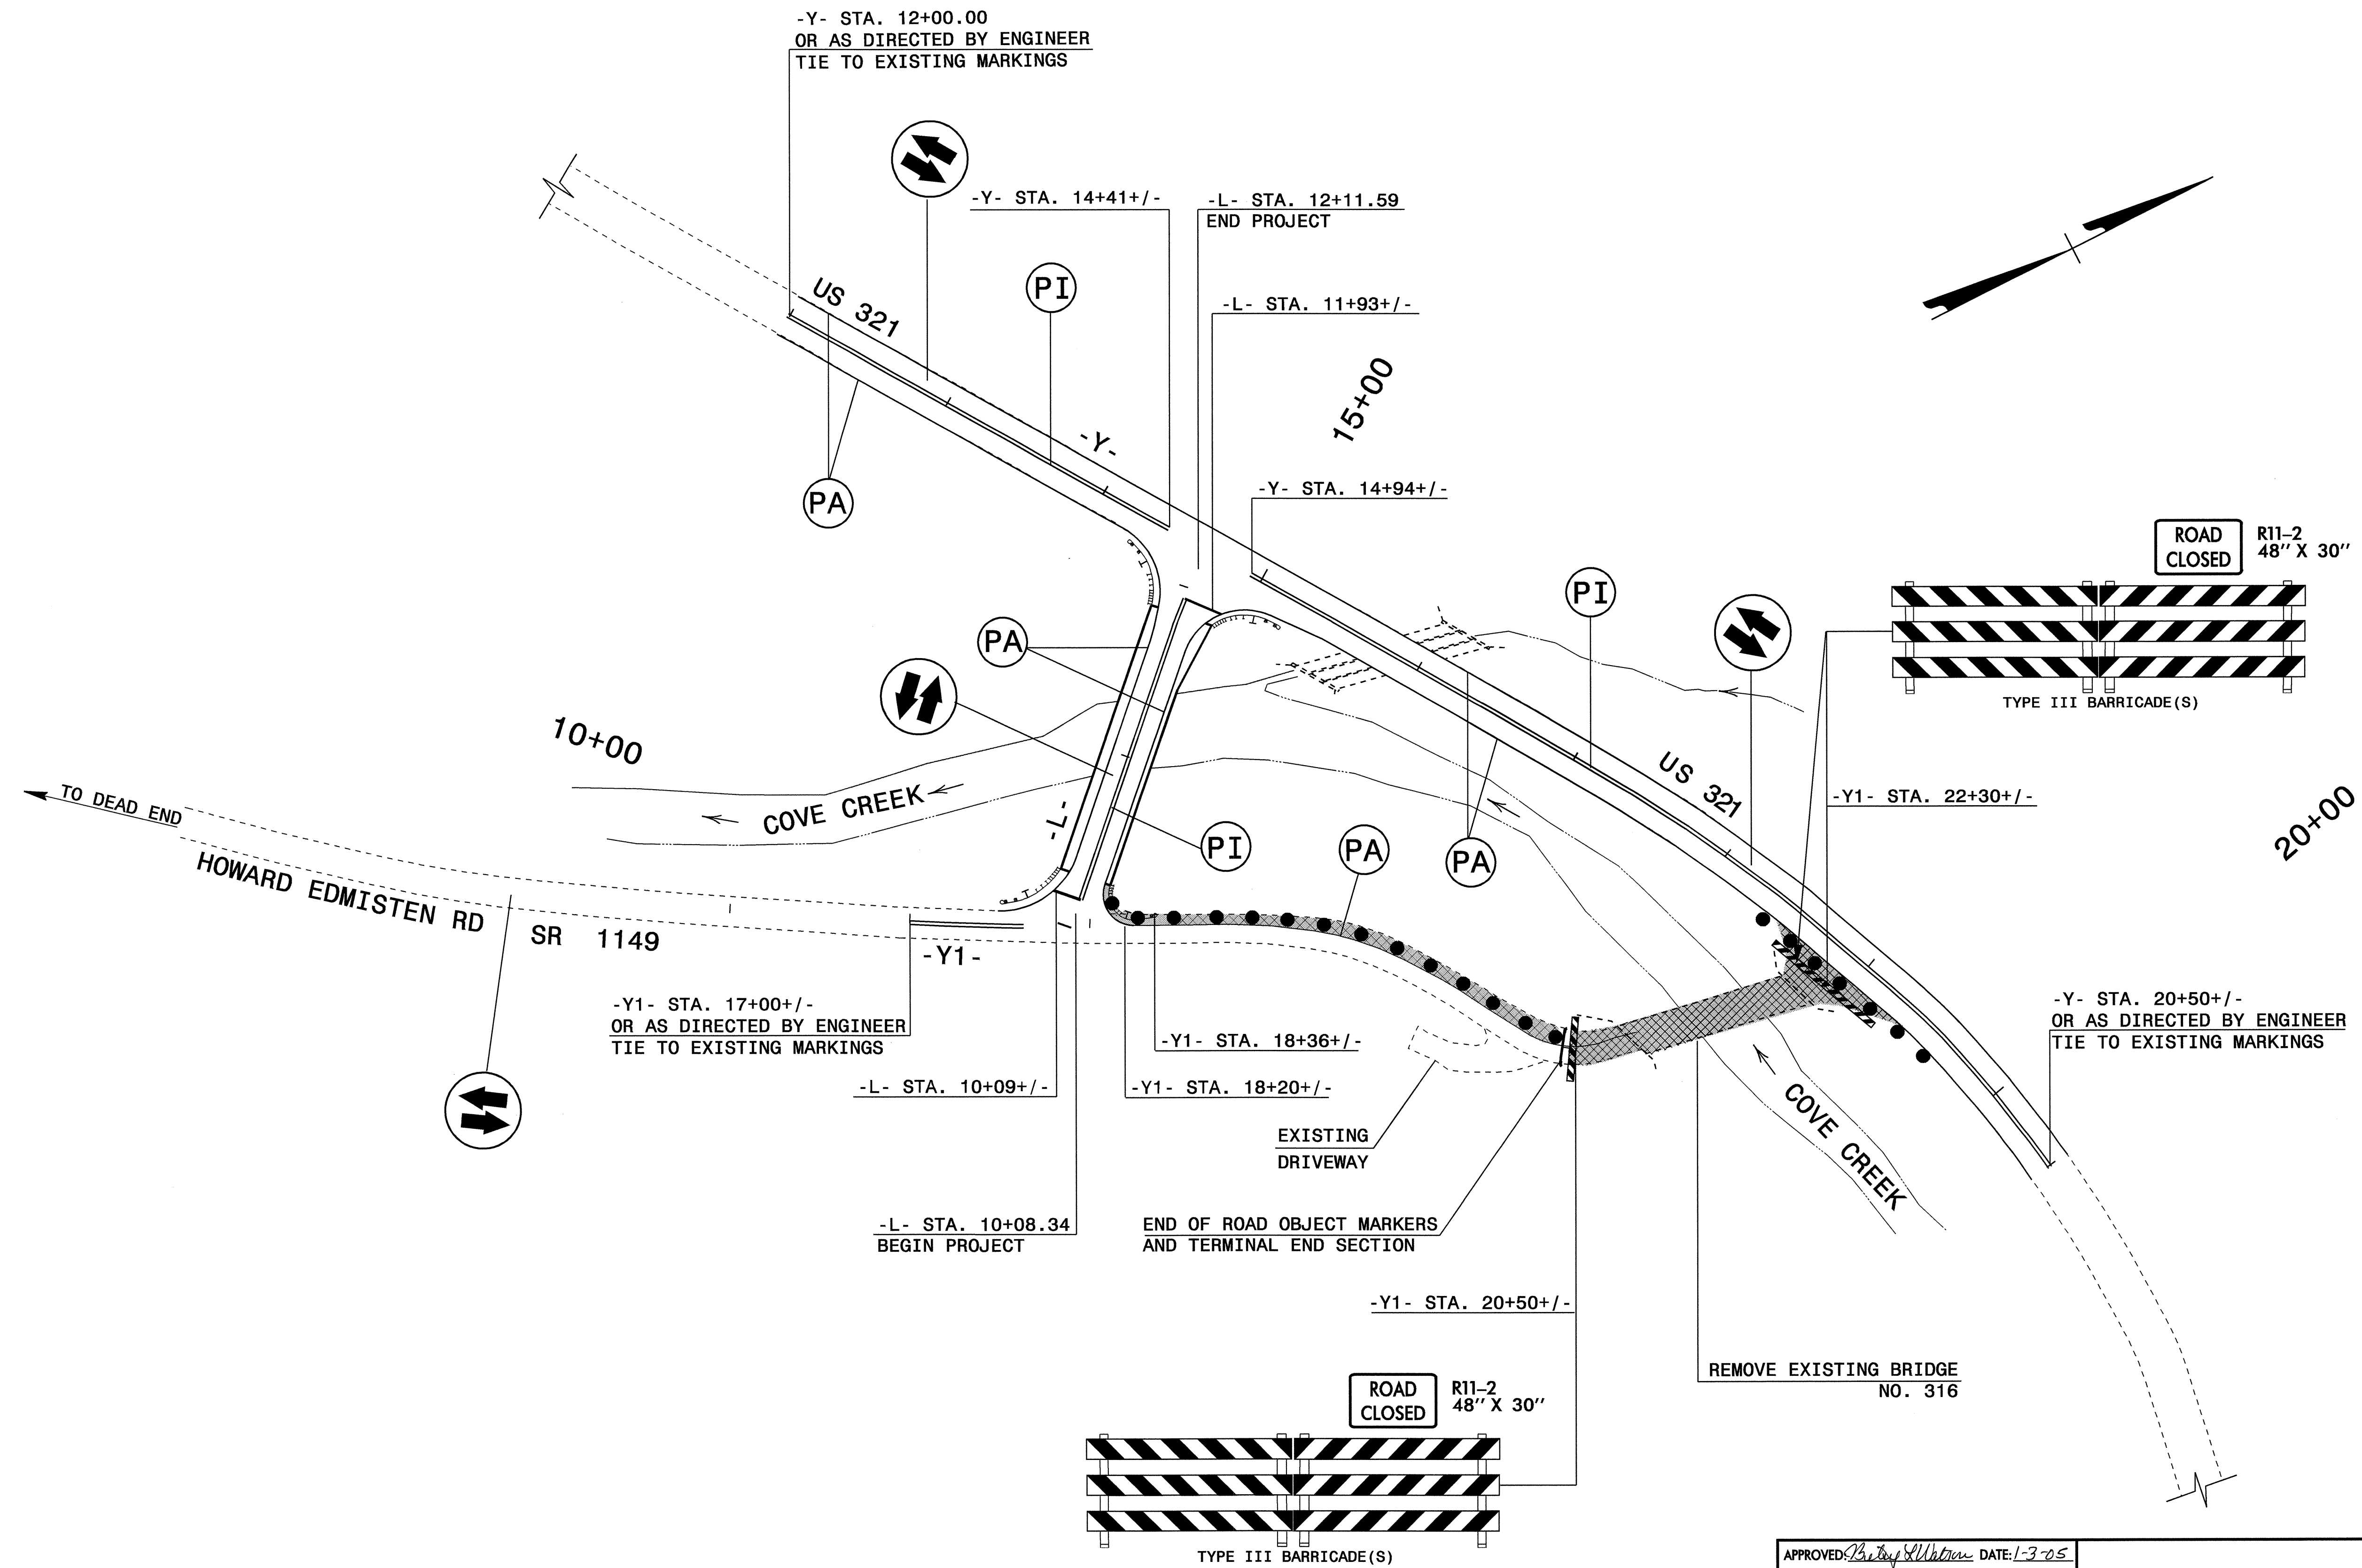 -Y- STA. 12+00.00
OR AS DIRECTED BY ENGINEER
TIE TO EXISTING MARKINGS
-Y- STA. 14+41+/-
-L- STA. 12+11.59
END PROJECT
US 321
PI
-L- STA. 11+93+/-
15+00
-Y-
PA
-Y- STA. 14+94+/-
ROAD
CLOSED
R11-2
48" X 30"
TYPE III BARRICADE(S)
PI
PA
10+00
US 321
-Y1- STA. 22+30+/-
20+00
TO DEAD END
COVE CREEK
-L-
PI
PA
PA
HOWARD EDMISTEN RD
SR 1149
-Y1-
-Y1- STA. 17+00+/-
OR AS DIRECTED BY ENGINEER
TIE TO EXISTING MARKINGS
-Y- STA. 20+50+/-
OR AS DIRECTED BY ENGINEER
TIE TO EXISTING MARKINGS
-Y1- STA. 18+36+/-
-L- STA. 10+09+/-
-Y1- STA. 18+20+/-
EXISTING
DRIVEWAY
COVE CREEK
-L- STA. 10+08.34
BEGIN PROJECT
END OF ROAD OBJECT MARKERS
AND TERMINAL END SECTION
-Y1- STA. 20+50+/-
REMOVE EXISTING BRIDGE
NO. 316
ROAD
CLOSED
R11-2
48" X 30"
TYPE III BARRICADE(S)
APPROVED: Betsy L Watson DATE: 1-3-05